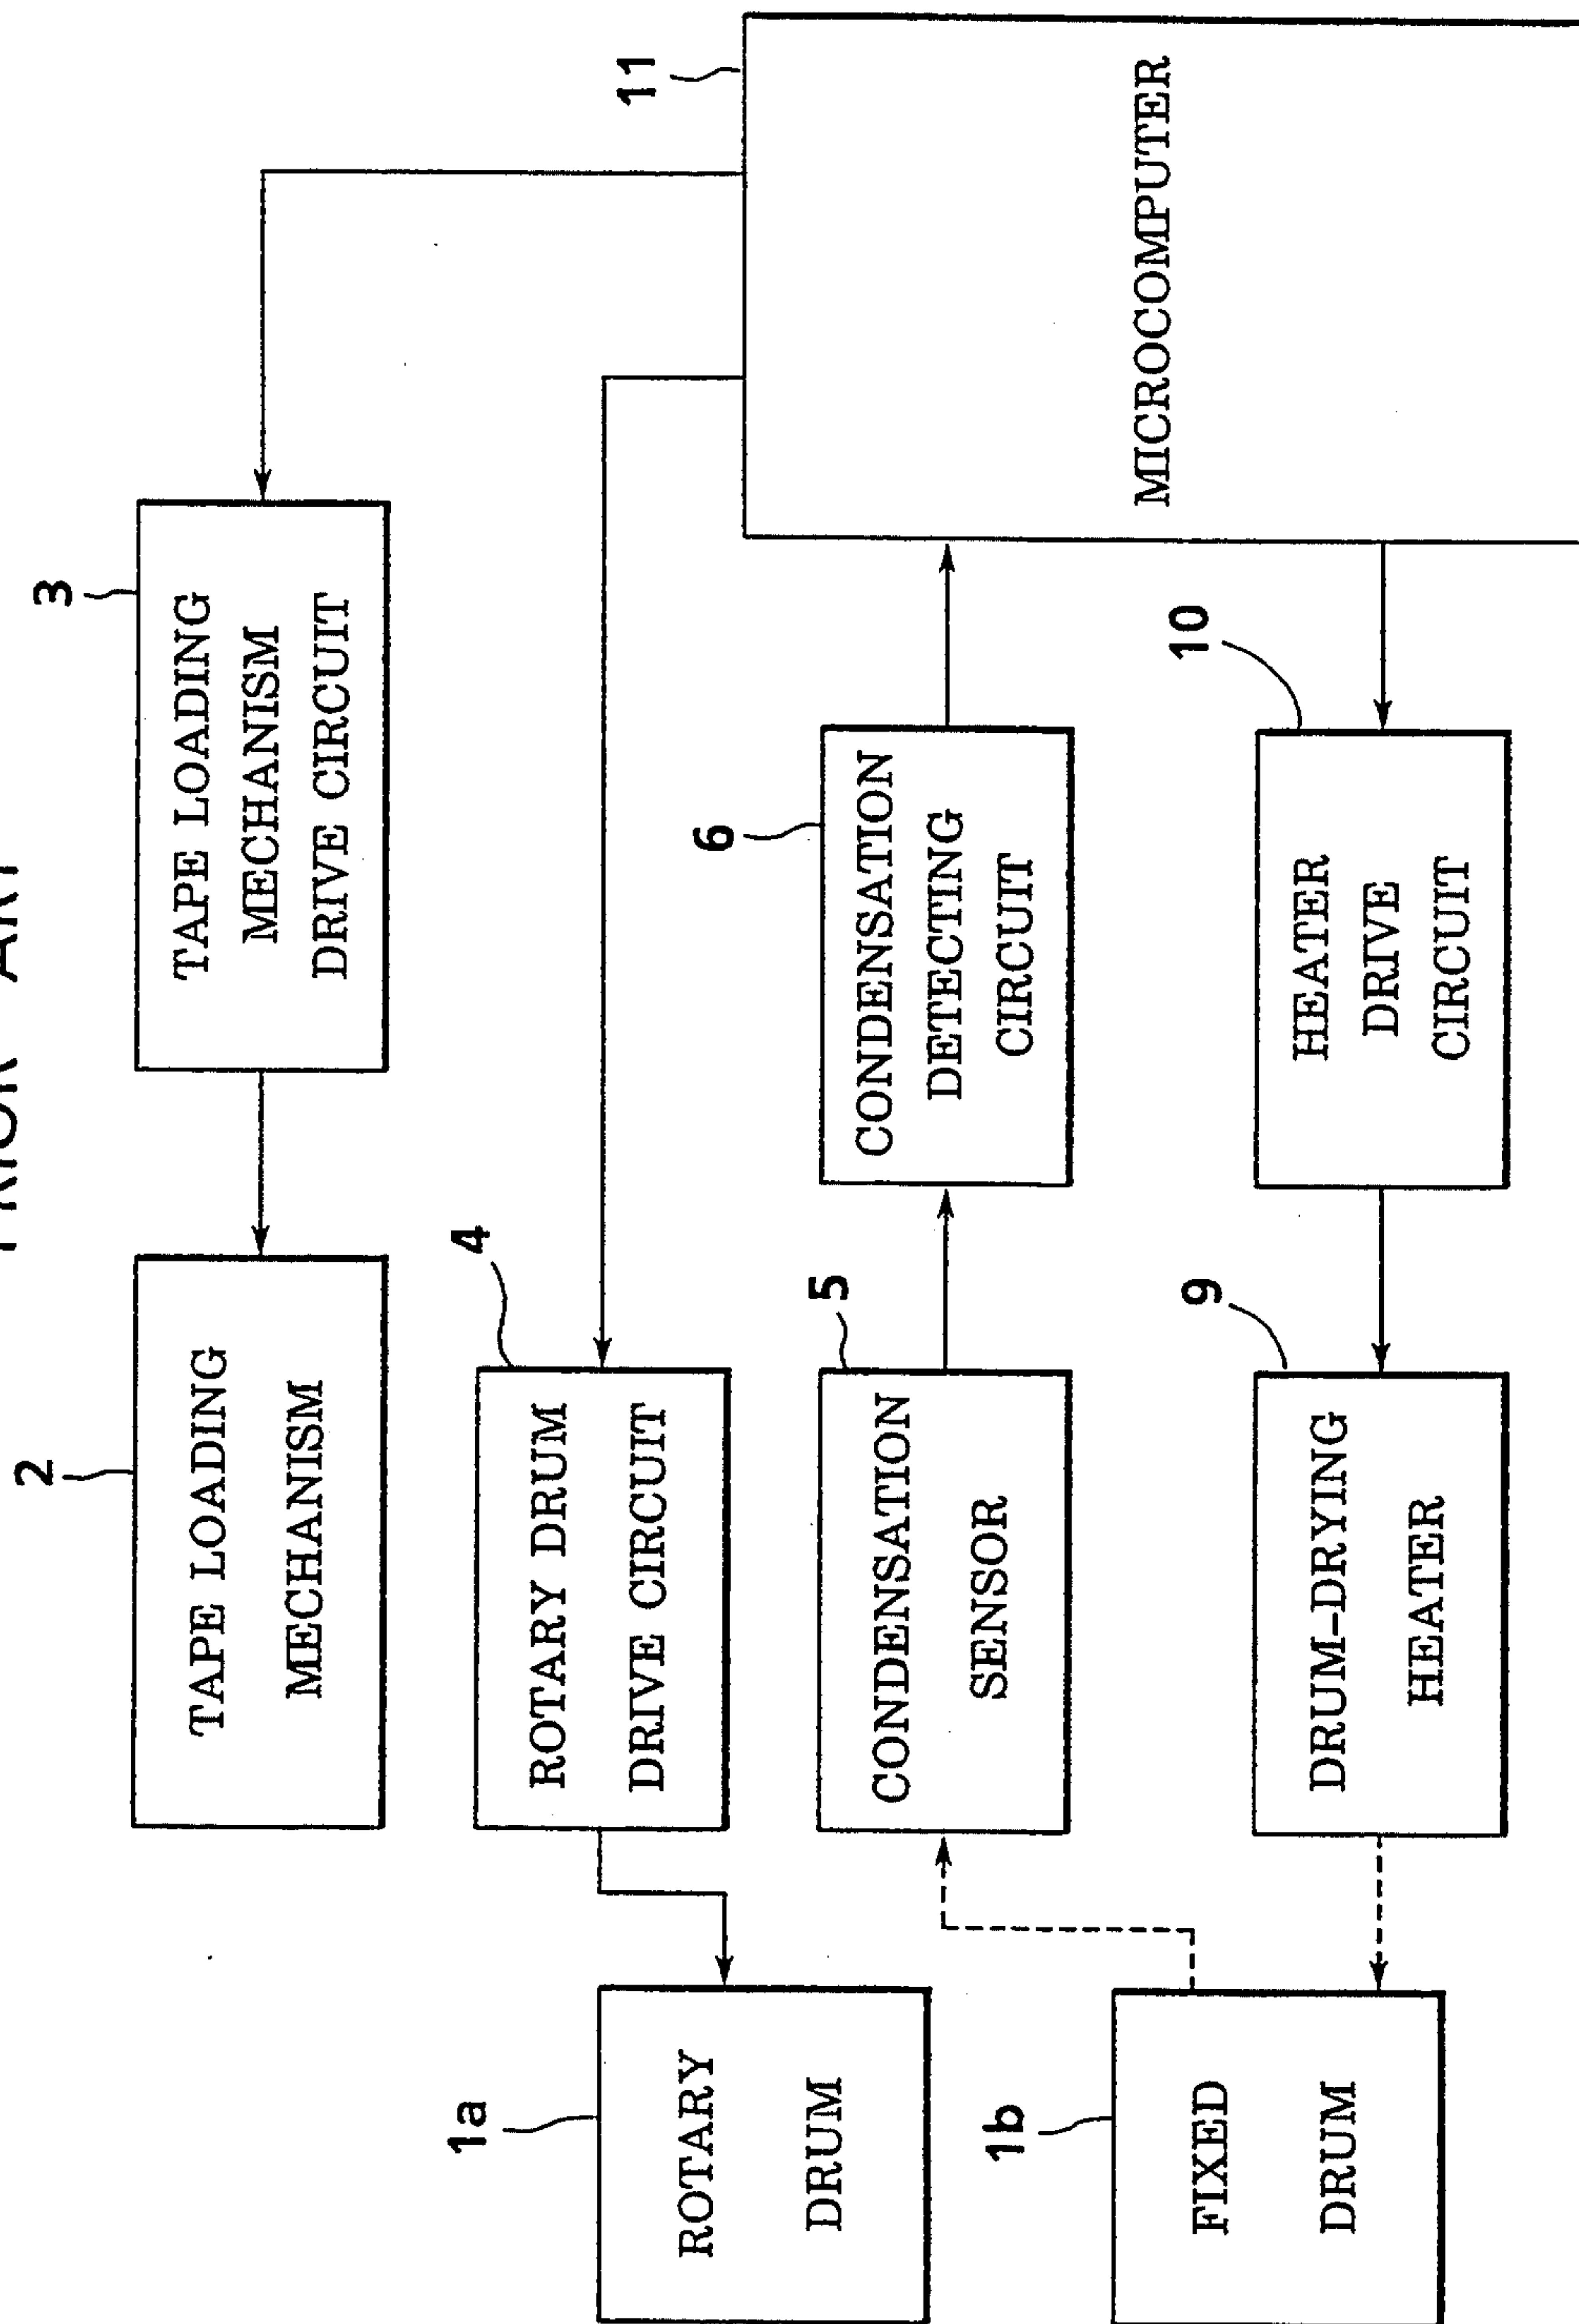 PRIOR ART
2
TAPE LOADING
MECHANISM
3
TAPE LOADING
MECHANISM
DRIVE CIRCUIT
4
ROTARY DRUM
DRIVE CIRCUIT
1a
ROTARY
DRUM
5
CONDENSATION
SENSOR
6
CONDENSATION
DETECTING
CIRCUIT
11
MICROCOMPUTER
1b
FIXED
DRUM
9
DRUM-DRYING
HEATER
10
HEATER
DRIVE
CIRCUIT